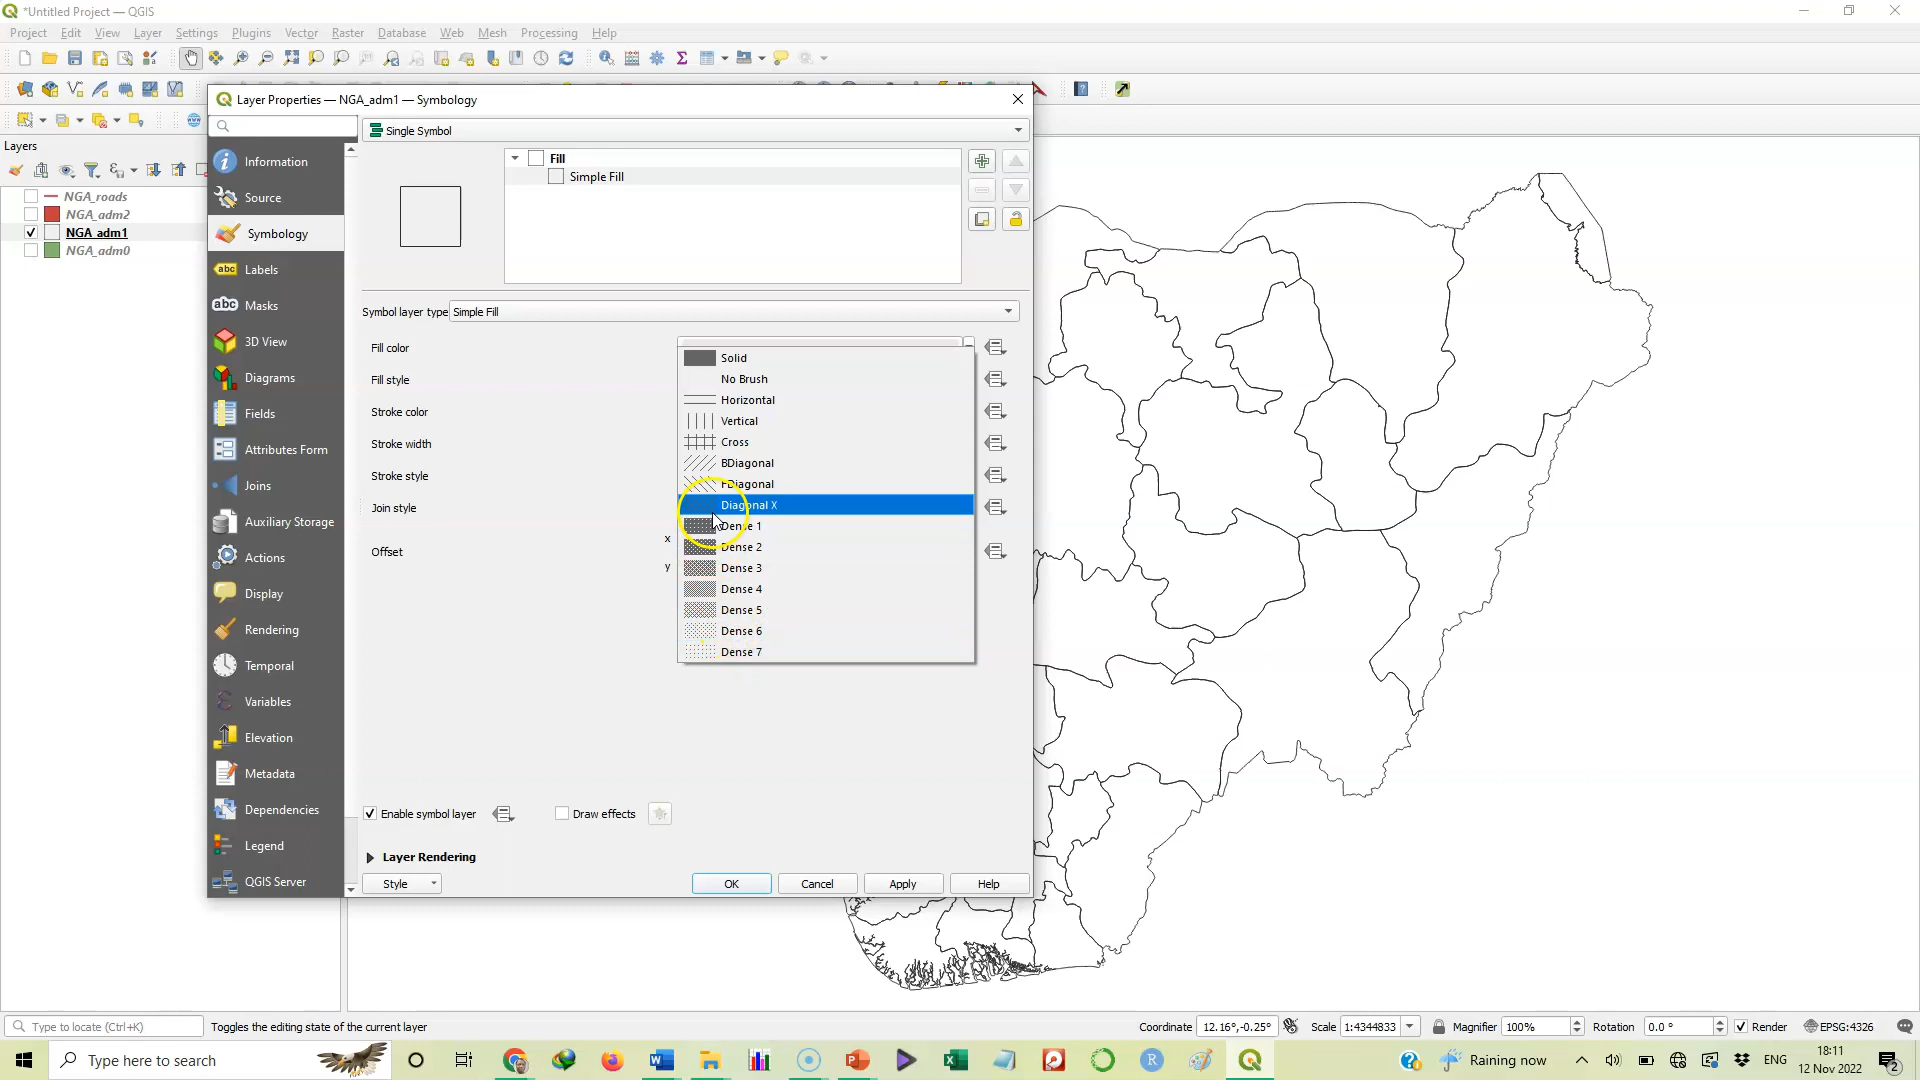 *Untitled Project — QGIS
Project Edit View Layer Settings Plugins Vector Raster Database Web Mesh Processing Help
Layers
NGA_roads
NGA_adm2
NGA_adm1
NGA_adm0
Layer Properties — NGA_adm1 — Symbology
Information
Source
Symbology
abc Labels
abc Masks
3D View
Diagrams
Fields
Attributes Form
Joins
Auxiliary Storage
Actions
Display
Rendering
Temporal
Variables
Elevation
Metadata
Dependencies
Legend
QGIS Server
Single Symbol
Fill
Simple Fill
Symbol layer type Simple Fill
Fill color
Fill style
Stroke color
Stroke width
Stroke style
Join style
Offset
x
y
Solid
No Brush
Horizontal
Vertical
Cross
BDiagonal
FDiagonal
Diagonal X
Dense 1
Dense 2
Dense 3
Dense 4
Dense 5
Dense 6
Dense 7
Enable symbol layer Draw effects
Layer Rendering
Style OK Cancel Apply Help
Type to locate (Ctrl+K) Toggles the editing state of the current layer Coordinate 12.16°,-0.25° Scale 1:4344833 Magnifier 100% Rotation 0.0 ° Render EPSG:4326
Type here to search Raining now ENG 18:11
12 Nov 2022 2